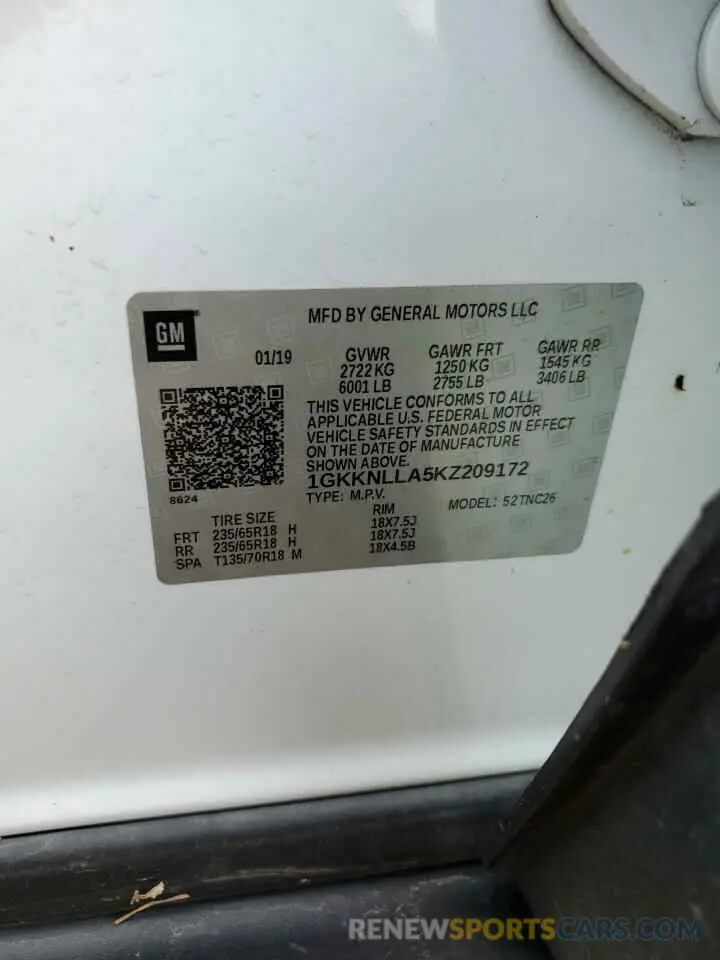 GM
MFD BY GENERAL MOTORS LLC
01/19
GVWR
2722 KG
6001 LB
GAWR FRT
1250 KG
2755 LB
GAWR RR
1545 KG
3406 LB
THIS VEHICLE CONFORMS TO ALL
APPLICABLE U.S. FEDERAL MOTOR
VEHICLE SAFETY STANDARDS IN EFFECT
ON THE DATE OF MANUFACTURE
SHOWN ABOVE.
1GKKNLLA5KZ209172
8624
TYPE: M.P.V.
MODEL: 52TNC26
TIRE SIZE RIM
FRT 235/65R18 H 18X7.5J
RR 235/65R18 H 18X7.5J
SPA T135/70R18 M 18X4.5B
RENEWSPORTSCARS.COM